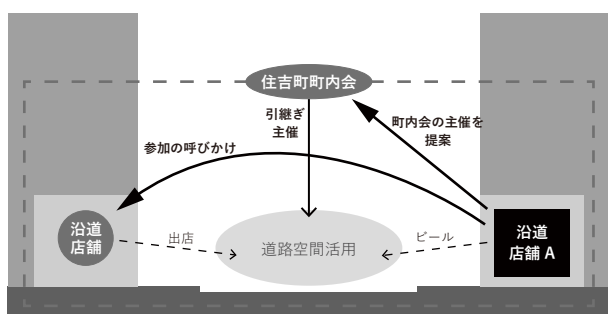 住吉町町内会
引継ぎ
主催
町内会の主催を
提案
参加の呼びかけ
沿道
店舗
出店
道路空間活用
ビール
沿道
店舗 A